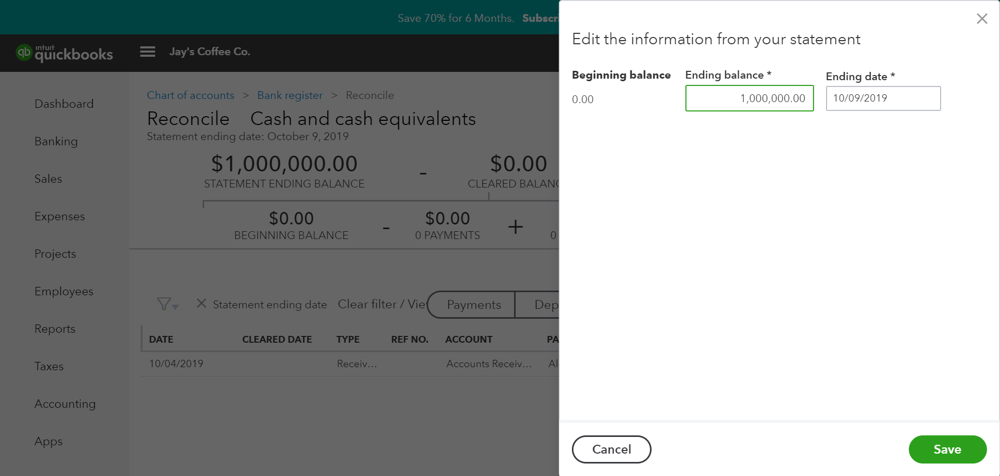 Save 70% for 6 Months. Subscri
intuit
quickbooks
Jay's Coffee Co.
Dashboard
Banking
Sales
Expenses
Projects
Employees
Reports
Taxes
Accounting
Apps
Chart of accounts > Bank register > Reconcile
Reconcile Cash and cash equivalents
Statement ending date: October 9, 2019
$1,000,000.00 - $0.00
STATEMENT ENDING BALANCE CLEARED BALANC
$0.00 - $0.00 +
BEGINNING BALANCE 0 PAYMENTS 0
Statement ending date Clear filter / Vie Payments Dep
DATE CLEARED DATE TYPE REF NO. ACCOUNT PA
10/04/2019 Receiv... Accounts Receiv... Al
Edit the information from your statement
Beginning balance Ending balance * Ending date *
0.00 1,000,000.00 10/09/2019
Cancel Save